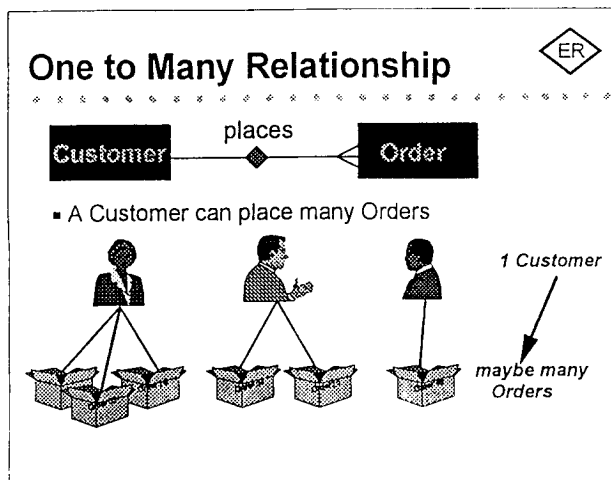 One to Many Relationship
ER
places
Customer
Order
▪ A Customer can place many Orders
1 Customer
maybe many
Orders